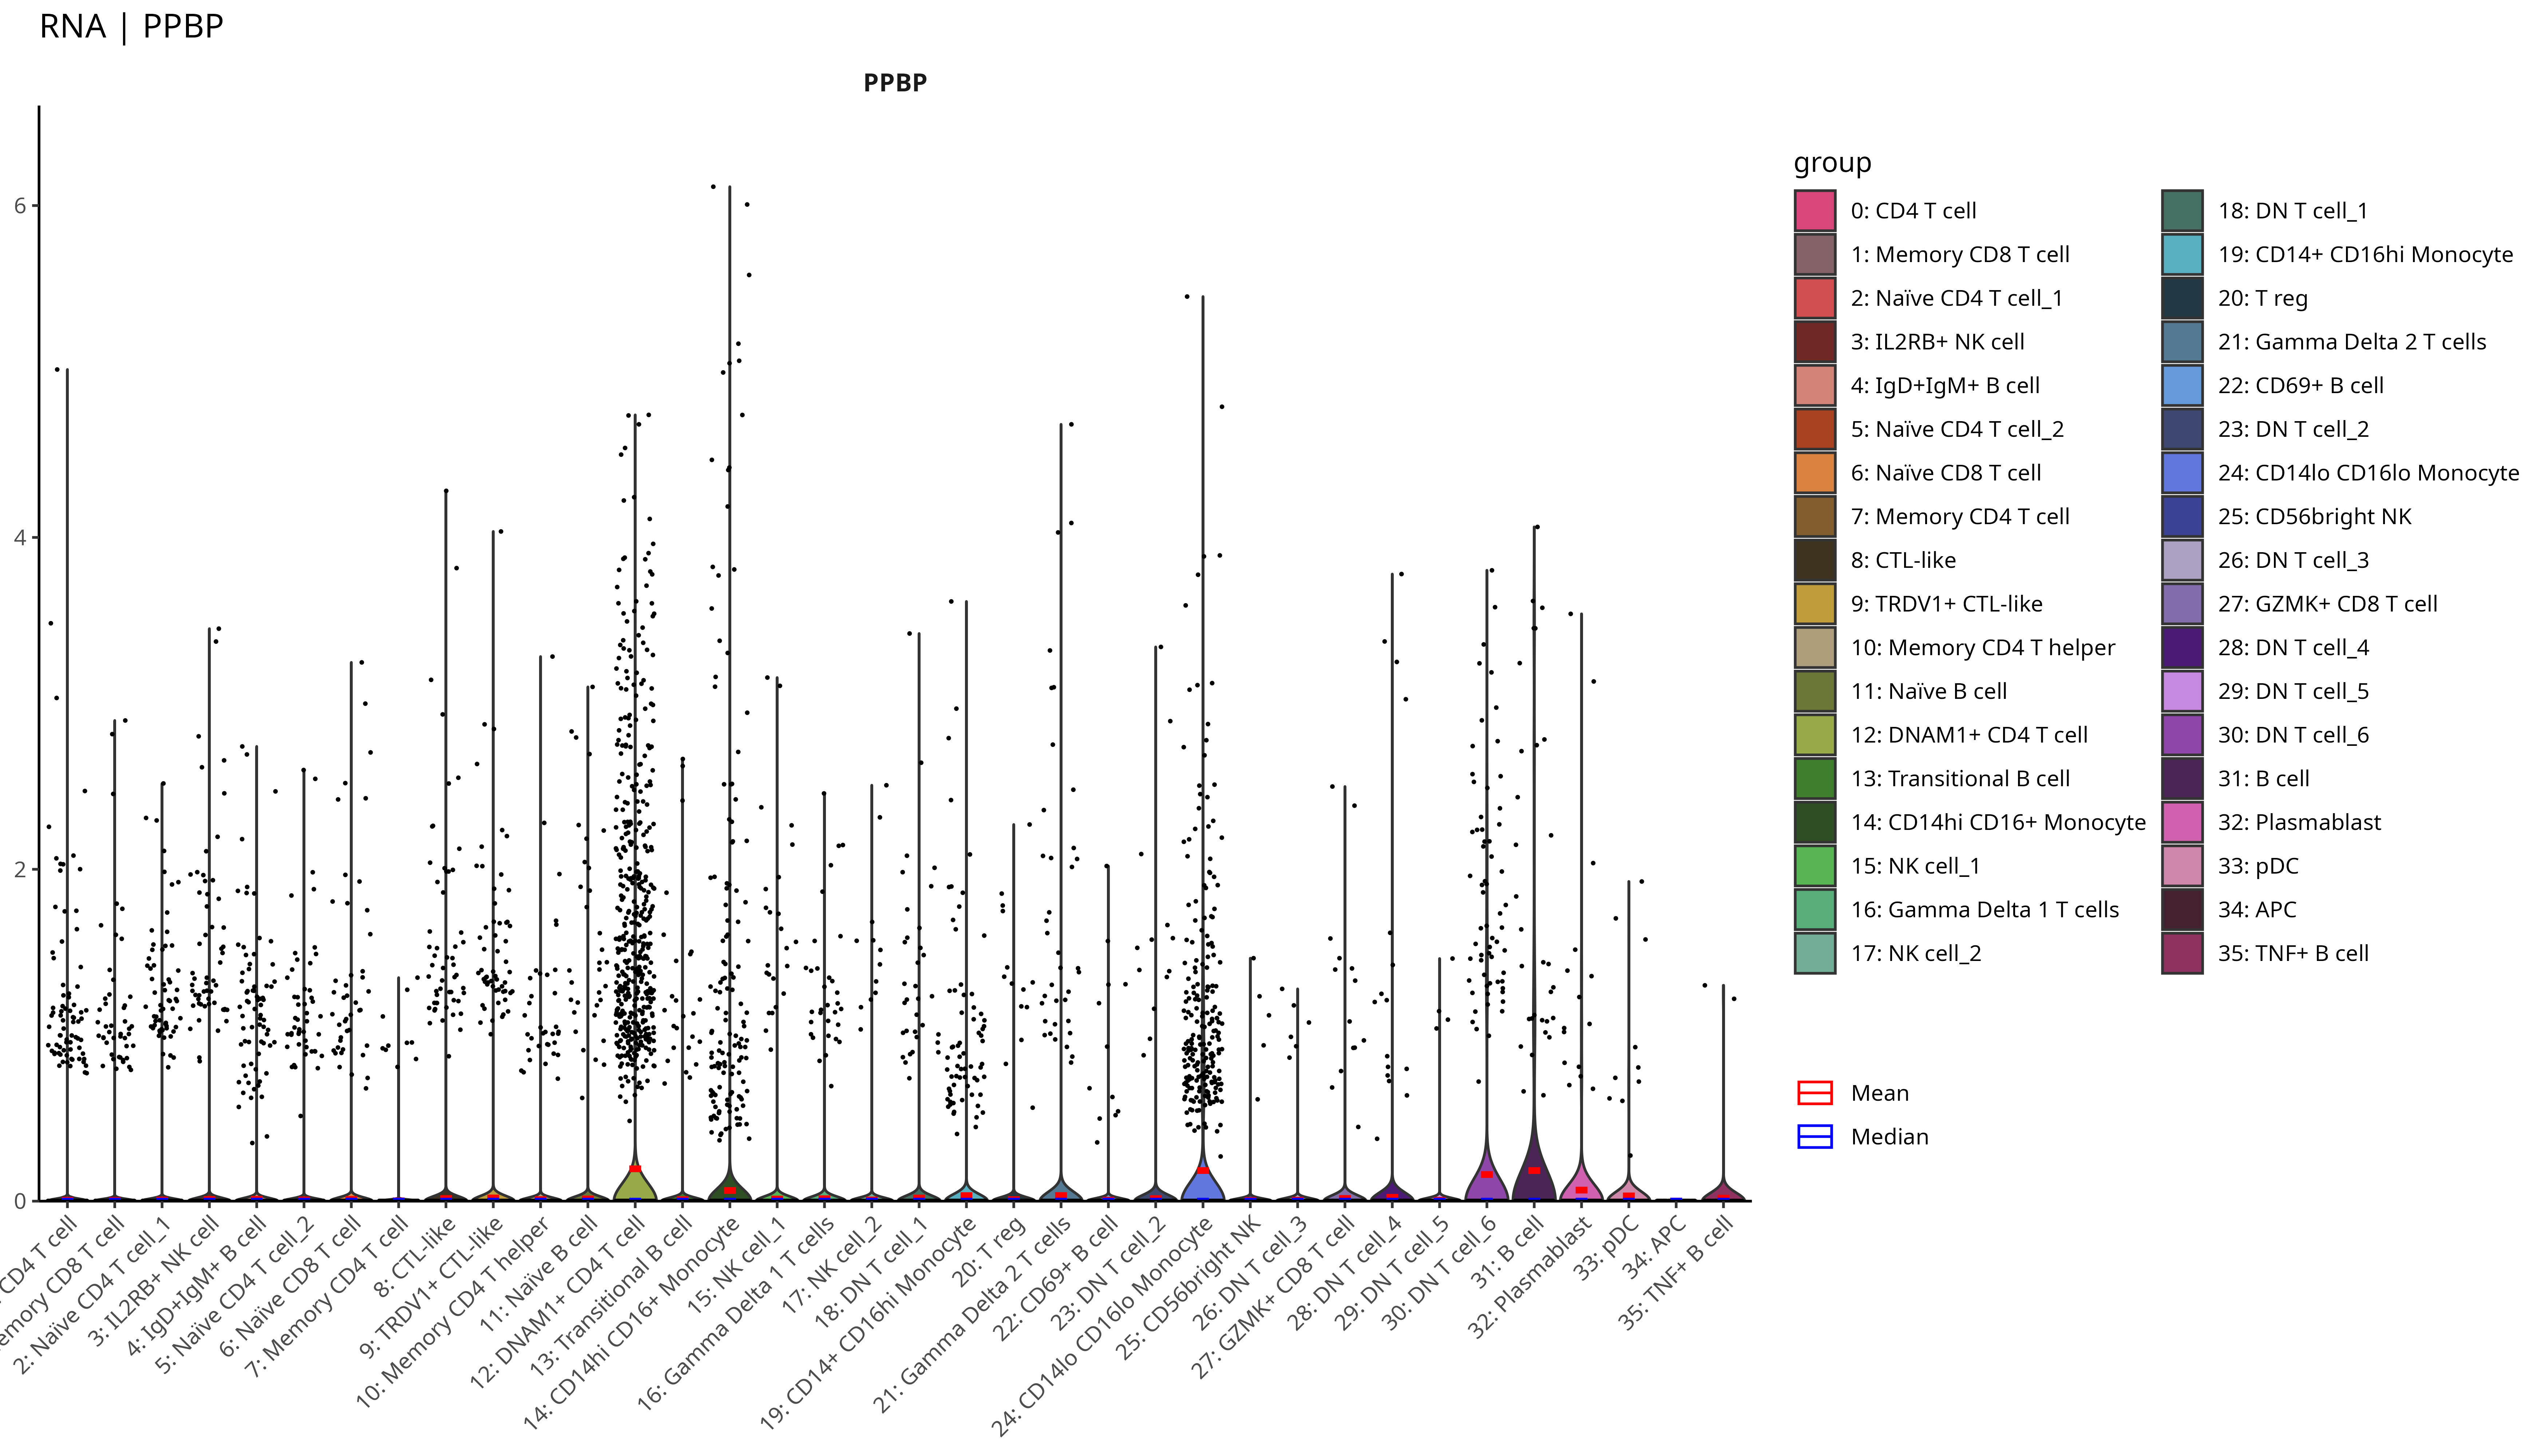 RNA | PPBP
PPBP
6
4
2
0
CD4 T cell
CD8 T cell
2: Naïve CD4 T cell_1
3: IL2RB+ NK cell
4: IgD+IgM+ B cell
5: Naïve CD4 T cell_2
6: Naïve CD8 T cell
7: Memory CD4 T cell
8: CTL-like
9: TRDV1+ CTL-like
10: Memory CD4 T helper
11: Naïve B cell
12: DNAM1+ CD4 T cell
13: Transitional B cell
14: CD14hi CD16+ Monocyte
15: NK cell_1
16: Gamma Delta 1 T cells
17: NK cell_2
18: DN T cell_1
19: CD14+ CD16hi Monocyte
20: T reg
21: Gamma Delta 2 T cells
22: CD69+ B cell
23: DN T cell_2
24: CD14lo CD16lo Monocyte
25: CD56bright NK
26: DN T cell_3
27: GZMK+ CD8 T cell
28: DN T cell_4
29: DN T cell_5
30: DN T cell_6
31: B cell
32: Plasmablast
33: pDC
34: APC
35: TNF+ B cell
group
0: CD4 T cell
1: Memory CD8 T cell
2: Naïve CD4 T cell_1
3: IL2RB+ NK cell
4: IgD+IgM+ B cell
5: Naïve CD4 T cell_2
6: Naïve CD8 T cell
7: Memory CD4 T cell
8: CTL-like
9: TRDV1+ CTL-like
10: Memory CD4 T helper
11: Naïve B cell
12: DNAM1+ CD4 T cell
13: Transitional B cell
14: CD14hi CD16+ Monocyte
15: NK cell_1
16: Gamma Delta 1 T cells
17: NK cell_2
18: DN T cell_1
19: CD14+ CD16hi Monocyte
20: T reg
21: Gamma Delta 2 T cells
22: CD69+ B cell
23: DN T cell_2
24: CD14lo CD16lo Monocyte
25: CD56bright NK
26: DN T cell_3
27: GZMK+ CD8 T cell
28: DN T cell_4
29: DN T cell_5
30: DN T cell_6
31: B cell
32: Plasmablast
33: pDC
34: APC
35: TNF+ B cell
Mean
Median